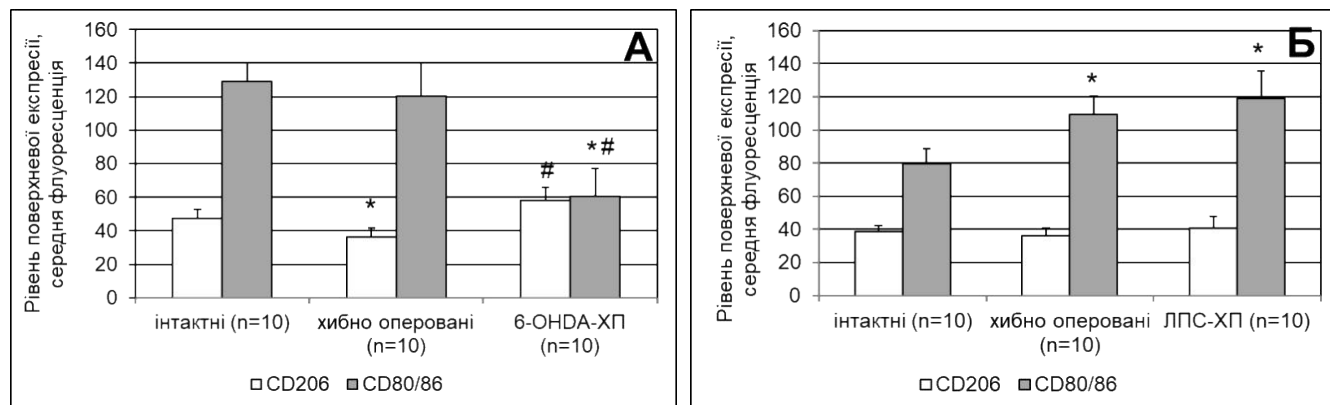 Рівень поверхневої експресії,
середня флуоресценція
160
140
120
100
80
60
40
20
0
А
*
#
* #
інтактні (n=10)
хибно оперовані
(n=10)
6-OHDA-ХП
(n=10)
CD206
CD80/86
Рівень поверхневої експресії,
середня флуоресценція
160
140
120
100
80
60
40
20
0
Б
*
*
інтактні (n=10)
хибно оперовані
(n=10)
ЛПС-ХП (n=10)
CD206
CD80/86